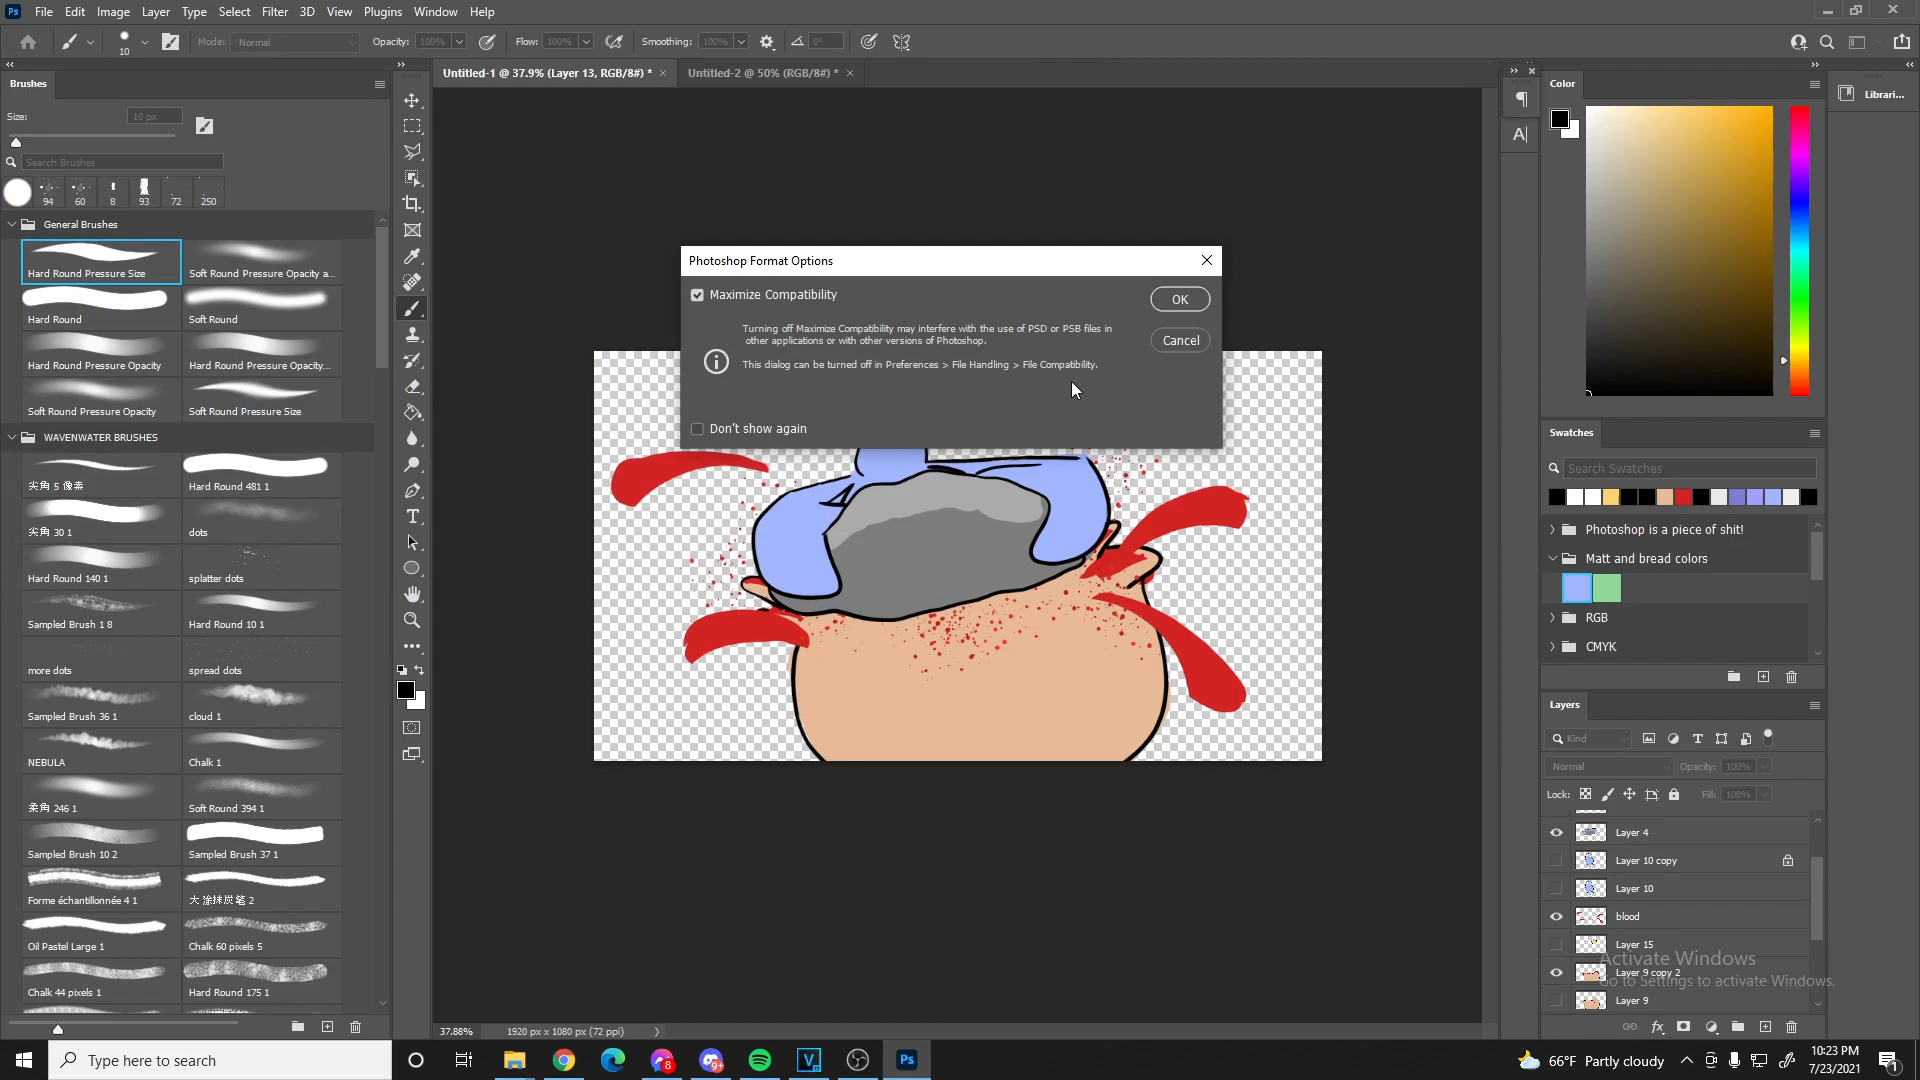 Ps File Edit Image Layer Type Select Filter 3D View Plugins Window Help
10 Mode: Normal Opacity: 100% Flow: 100% Smoothing: 100% 0°
Brushes
Size: 10 px
Search Brushes
94 60 8 93 72 250
General Brushes
Hard Round Pressure Size Soft Round Pressure Opacity a...
Hard Round Soft Round
Hard Round Pressure Opacity Hard Round Pressure Opacity...
Soft Round Pressure Opacity Soft Round Pressure Size
WAVENWATER BRUSHES
尖角 5 像素 Hard Round 481 1
尖角 30 1 dots
Hard Round 140 1 splatter dots
Sampled Brush 1 8 Hard Round 10 1
more dots spread dots
Sampled Brush 36 1 cloud 1
NEBULA Chalk 1
柔角 246 1 Soft Round 394 1
Sampled Brush 10 2 Sampled Brush 37 1
Forme échantillonnée 4 1 大 涂抹炭笔 2
Oil Pastel Large 1 Chalk 60 pixels 5
Chalk 44 pixels 1 Hard Round 175 1
Untitled-1 @ 37.9% (Layer 13, RGB/8#) * Untitled-2 @ 50% (RGB/8#) *
Photoshop Format Options
Maximize Compatibility
OK
Turning off Maximize Compatibility may interfere with the use of PSD or PSB files in
other applications or with other versions of Photoshop.
Cancel
This dialog can be turned off in Preferences > File Handling > File Compatibility.
Don't show again
37.88% 1920 px x 1080 px (72 ppi)
Color
Librari...
Swatches
Search Swatches
Photoshop is a piece of shit!
Matt and bread colors
RGB
CMYK
Layers
Kind
Normal Opacity: 100%
Lock: Fill: 100%
Layer 4
Layer 10 copy
Layer 10
blood
Layer 15
Layer 9 copy 2
Layer 9
Activate Windows
Go to Settings to activate Windows.
Type here to search
8 9+ V Ps
66°F Partly cloudy
10:23 PM
7/23/2021
1